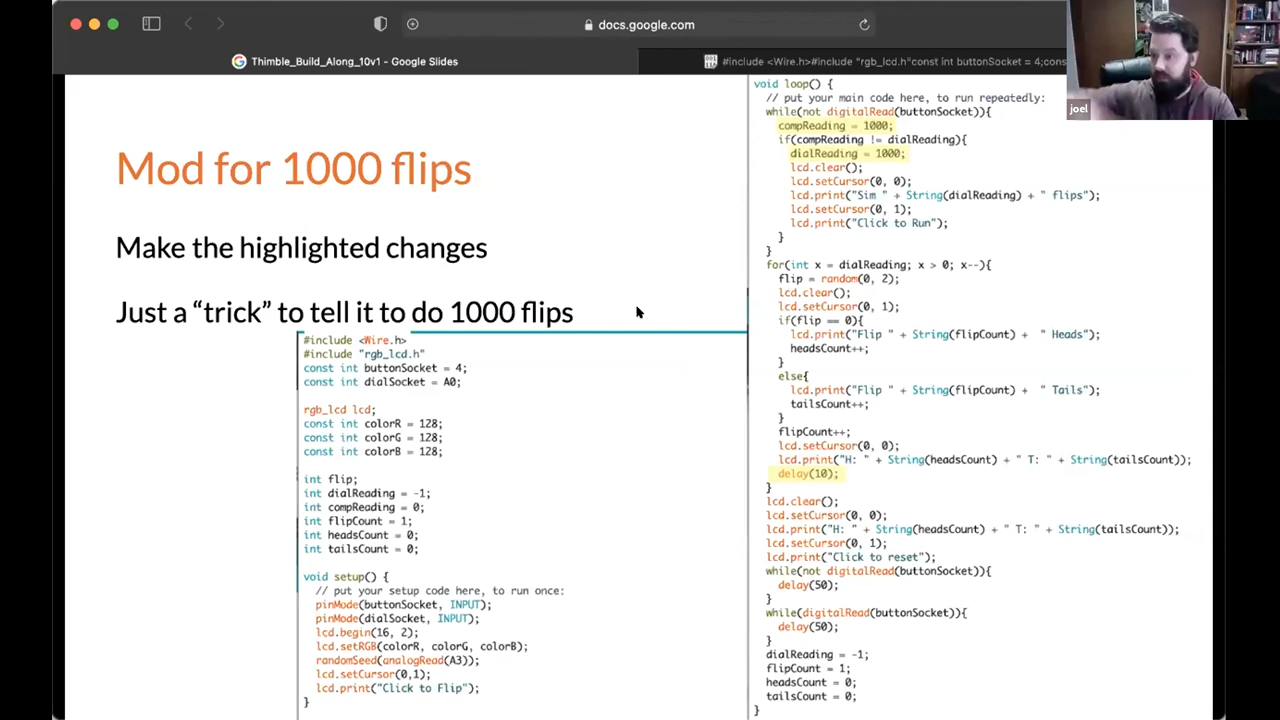 docs.google.com
Thimble_Build_Along_10v1 - Google Slides
#include <Wire.h>#include "rgb_lcd.h"const int buttonSocket = 4;cons
joel
Mod for 1000 flips
Make the highlighted changes
Just a “trick” to tell it to do 1000 flips
#include <Wire.h>
#include "rgb_lcd.h"
const int buttonSocket = 4;
const int dialSocket = A0;
rgb_lcd lcd;
const int colorR = 128;
const int colorG = 128;
const int colorB = 128;
int flip;
int dialReading = -1;
int compReading = 0;
int flipCount = 1;
int headsCount = 0;
int tailsCount = 0;
void setup() {
// put your setup code here, to run once:
pinMode(buttonSocket, INPUT);
pinMode(dialSocket, INPUT);
lcd.begin(16, 2);
lcd.setRGB(colorR, colorG, colorB);
randomSeed(analogRead(A3));
lcd.setCursor(0,1);
lcd.print("Click to Flip");
}
void loop() {
// put your main code here, to run repeatedly:
while(not digitalRead(buttonSocket)){
compReading = 1000;
if(compReading != dialReading){
dialReading = 1000;
lcd.clear();
lcd.setCursor(0, 0);
lcd.print("Sim " + String(dialReading) + " flips");
lcd.setCursor(0, 1);
lcd.print("Click to Run");
}
}
for(int x = dialReading; x > 0; x--){
flip = random(0, 2);
lcd.clear();
lcd.setCursor(0, 1);
if(flip == 0){
lcd.print("Flip " + String(flipCount) + " Heads");
headsCount++;
}
else{
lcd.print("Flip " + String(flipCount) + " Tails");
tailsCount++;
}
flipCount++;
lcd.setCursor(0, 0);
lcd.print("H: " + String(headsCount) + " T: " + String(tailsCount));
delay(10);
}
lcd.clear();
lcd.setCursor(0, 0);
lcd.print("H: " + String(headsCount) + " T: " + String(tailsCount));
lcd.setCursor(0, 1);
lcd.print("Click to reset");
while(not digitalRead(buttonSocket)){
delay(50);
}
while(digitalRead(buttonSocket)){
delay(50);
}
dialReading = -1;
flipCount = 1;
headsCount = 0;
tailsCount = 0;
}